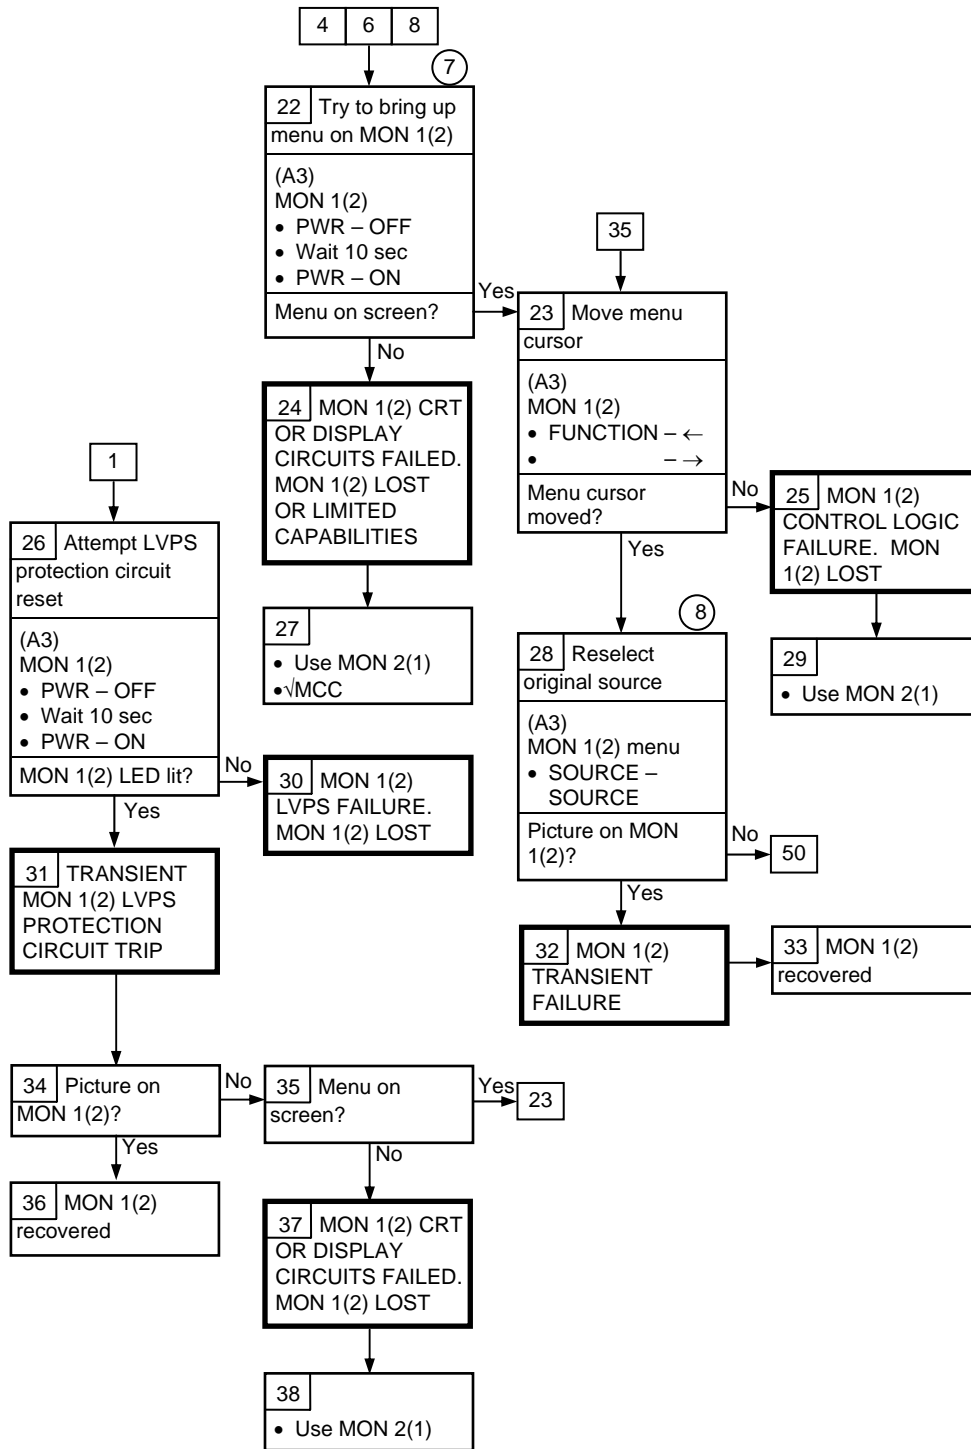 4 6 8
7
22 Try to bring up
menu on MON 1(2)
(A3)
MON 1(2)
• PWR – OFF
• Wait 10 sec
• PWR – ON
Menu on screen?
Yes
No
35
23 Move menu
cursor
(A3)
MON 1(2)
• FUNCTION – ←
• – →
Menu cursor
moved?
No
Yes
24 MON 1(2) CRT
OR DISPLAY
CIRCUITS FAILED.
MON 1(2) LOST
OR LIMITED
CAPABILITIES
25 MON 1(2)
CONTROL LOGIC
FAILURE. MON
1(2) LOST
1
26 Attempt LVPS
protection circuit
reset
(A3)
MON 1(2)
• PWR – OFF
• Wait 10 sec
• PWR – ON
MON 1(2) LED lit?
No
Yes
27
• Use MON 2(1)
•√MCC
8
28 Reselect
original source
(A3)
MON 1(2) menu
• SOURCE –
SOURCE
Picture on MON
1(2)?
No
Yes
29
• Use MON 2(1)
30 MON 1(2)
LVPS FAILURE.
MON 1(2) LOST
50
31 TRANSIENT
MON 1(2) LVPS
PROTECTION
CIRCUIT TRIP
32 MON 1(2)
TRANSIENT
FAILURE
33 MON 1(2)
recovered
34 Picture on
MON 1(2)?
No
Yes
35 Menu on
screen?
Yes
No
23
36 MON 1(2)
recovered
37 MON 1(2) CRT
OR DISPLAY
CIRCUITS FAILED.
MON 1(2) LOST
38
• Use MON 2(1)